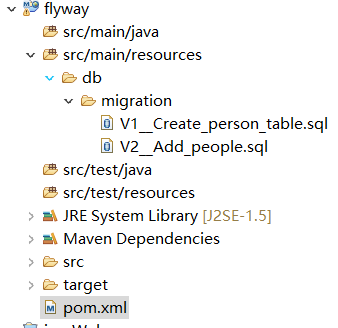 flyway
src/main/java
src/main/resources
db
migration
V1__Create_person_table.sql
V2__Add_people.sql
src/test/java
src/test/resources
JRE System Library [J2SE-1.5]
Maven Dependencies
src
target
pom.xml